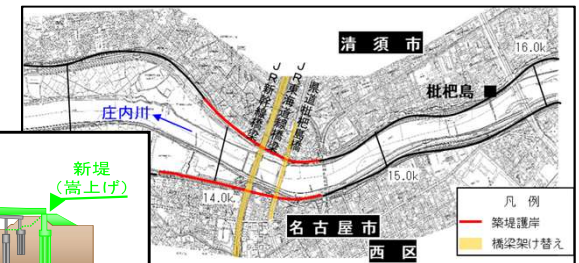 清須市
16.0k
枇杷島
県道枇杷島橋
JR東海道橋梁
JR新幹線橋梁
庄内川
新堤
(嵩上げ)
15.0k
14.0k
名古屋市
西区
凡例
築堤護岸
橋梁架け替え